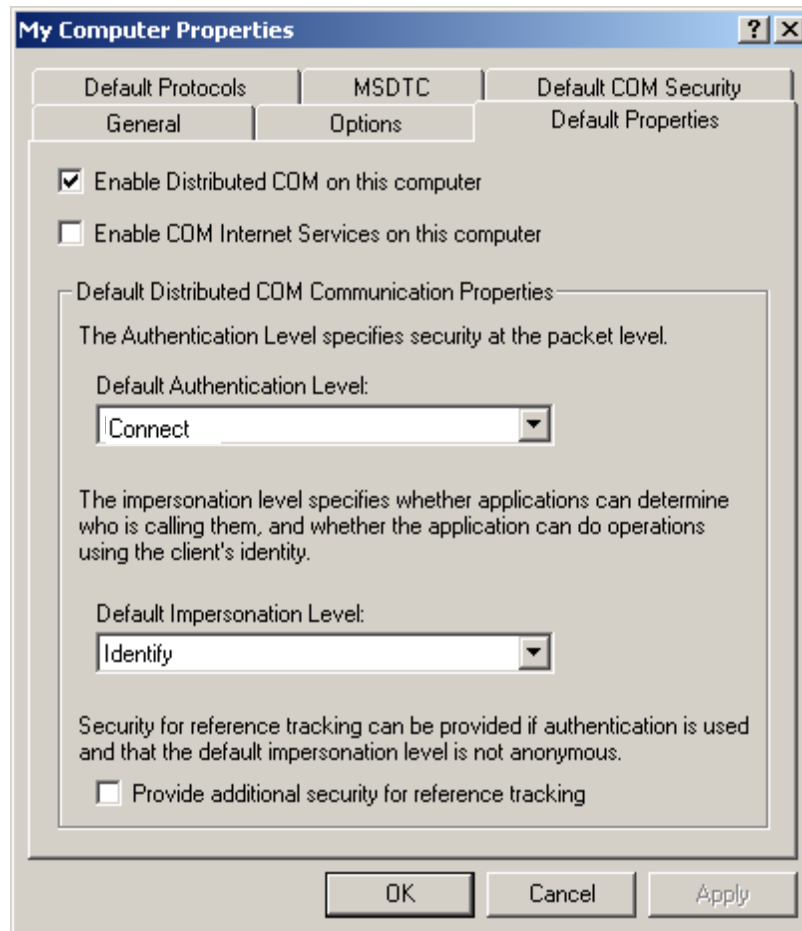 My Computer Properties
Default Protocols MSDTC Default COM Security
General Options Default Properties
Enable Distributed COM on this computer
Enable COM Internet Services on this computer
Default Distributed COM Communication Properties
The Authentication Level specifies security at the packet level.
Default Authentication Level:
Connect
The impersonation level specifies whether applications can determine
who is calling them, and whether the application can do operations
using the client's identity.
Default Impersonation Level:
Identify
Security for reference tracking can be provided if authentication is used
and that the default impersonation level is not anonymous.
Provide additional security for reference tracking
OK Cancel Apply